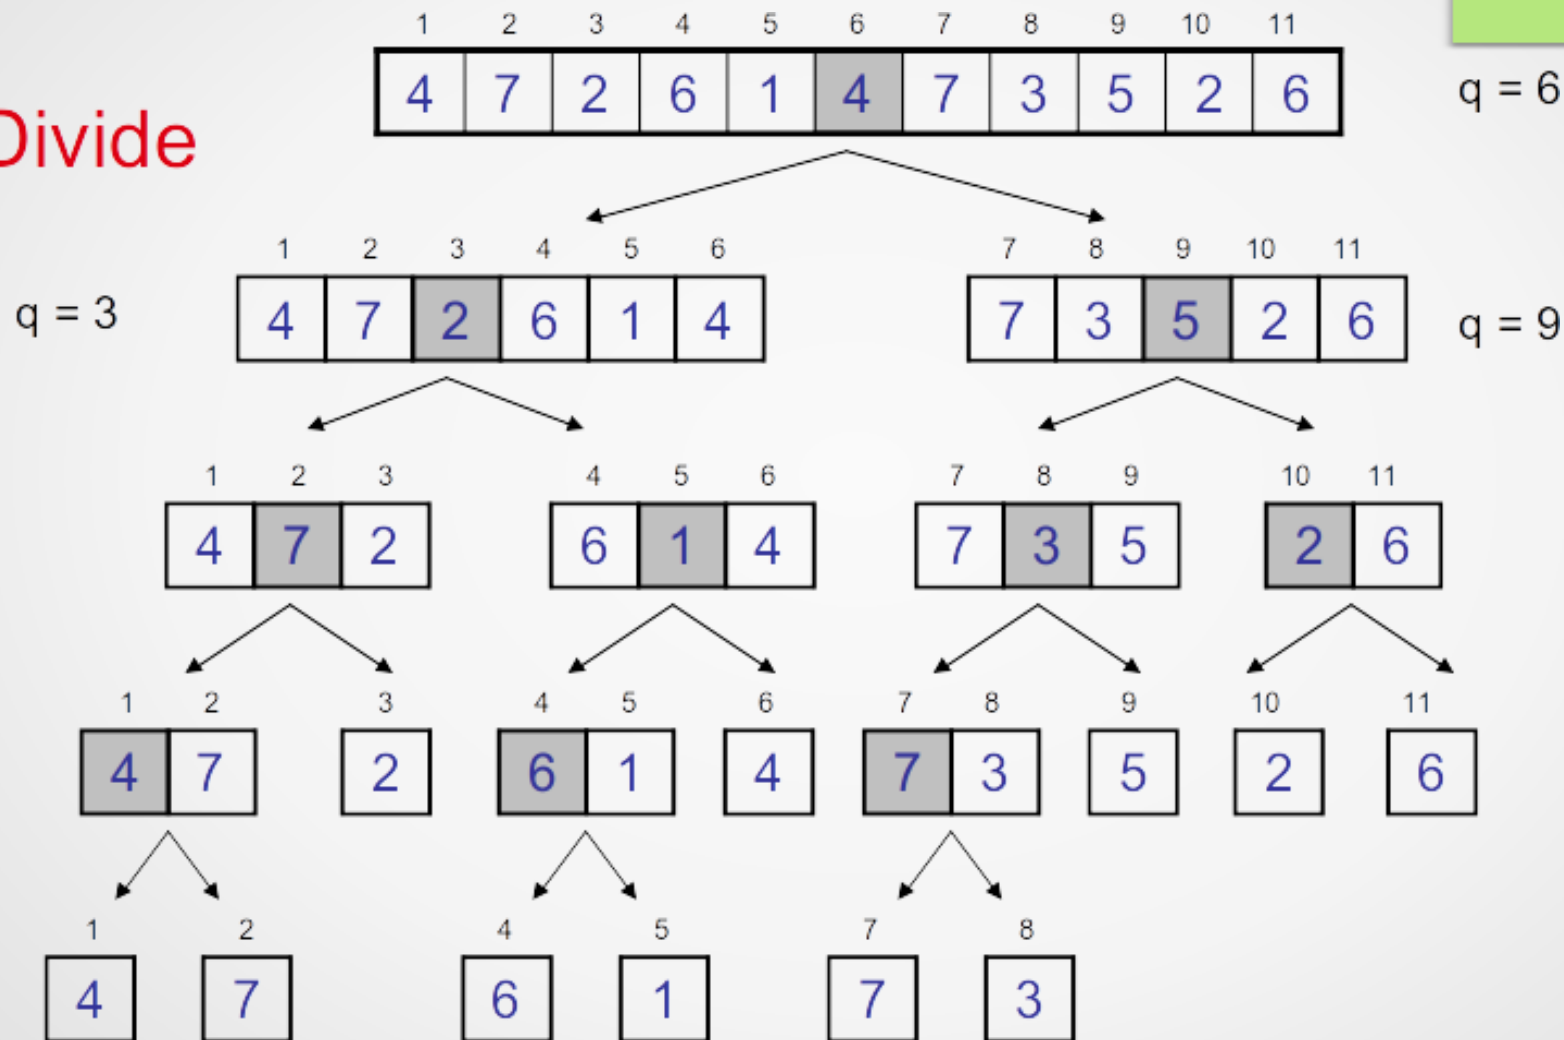 1 2 3 4 5 6 7 8 9 10 11
4 7 2 6 1 4 7 3 5 2 6
q = 6
Divide
1 2 3 4 5 6 7 8 9 10 11
q = 3
4 7 2 6 1 4 7 3 5 2 6
q = 9
1 2 3 4 5 6 7 8 9 10 11
4 7 2 6 1 4 7 3 5 2 6
1 2 3 4 5 6 7 8 9 10 11
4 7 2 6 1 4 7 3 5 2 6
1 2 4 5 7 8
4 7 6 1 7 3